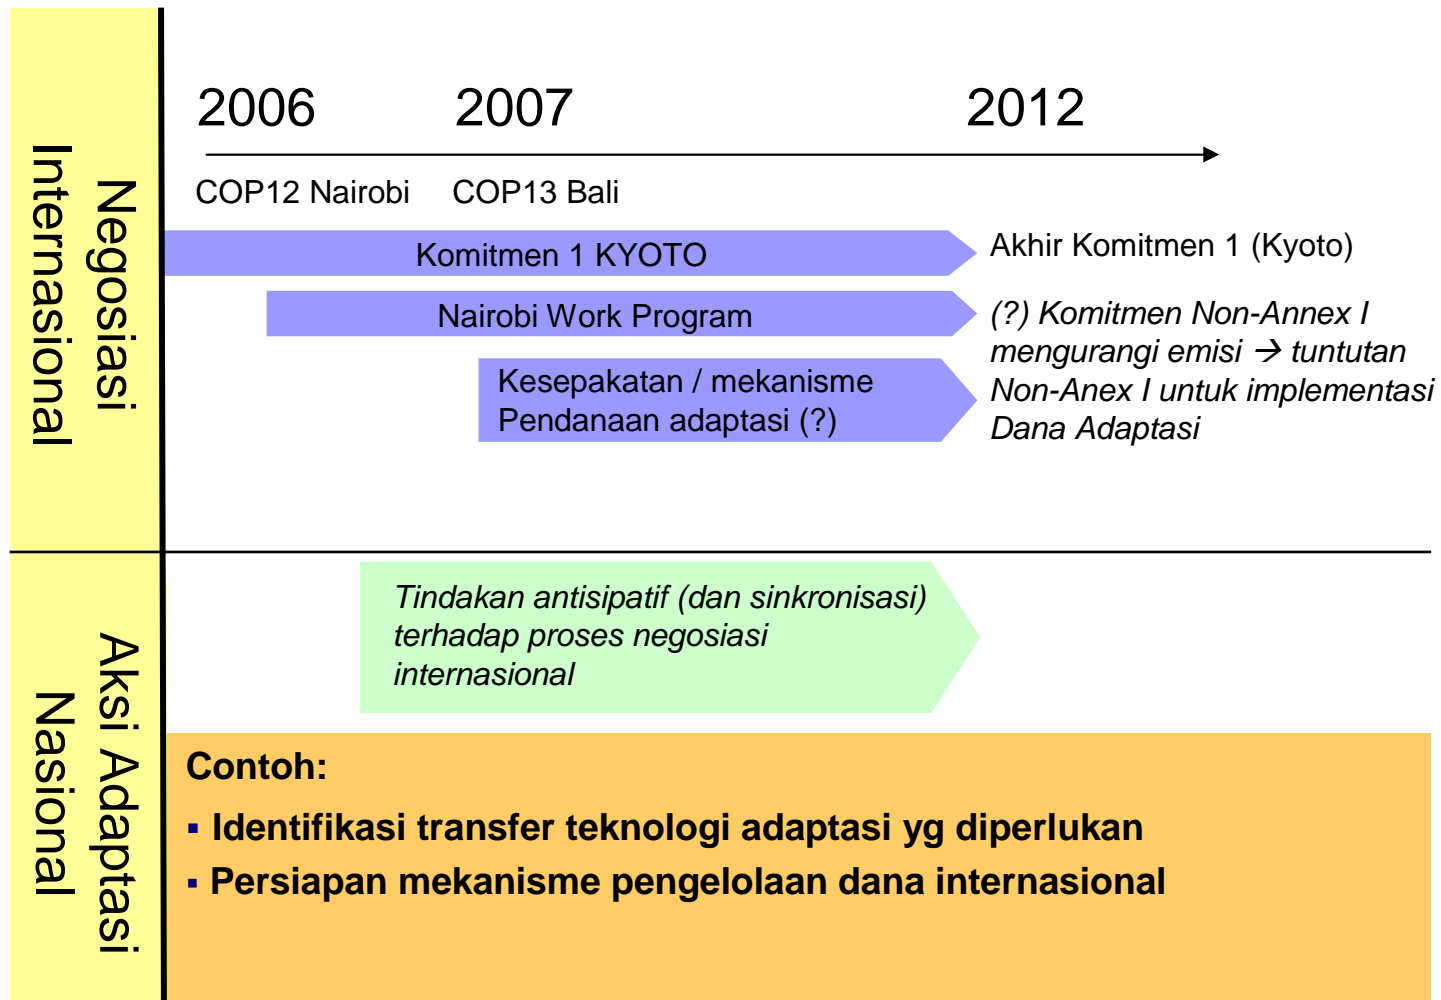 Negosiasi
Internasional
2006
2007
2012
COP12 Nairobi
COP13 Bali
Komitmen 1 KYOTO
Akhir Komitmen 1 (Kyoto)
Nairobi Work Program
(?) Komitmen Non-Annex I
mengurangi emisi → tuntutan
Non-Anex I untuk implementasi
Dana Adaptasi
Kesepakatan / mekanisme
Pendanaan adaptasi (?)
Aksi Adaptasi
Nasional
Tindakan antisipatif (dan sinkronisasi)
terhadap proses negosiasi
internasional
Contoh:
▪ Identifikasi transfer teknologi adaptasi yg diperlukan
▪ Persiapan mekanisme pengelolaan dana internasional